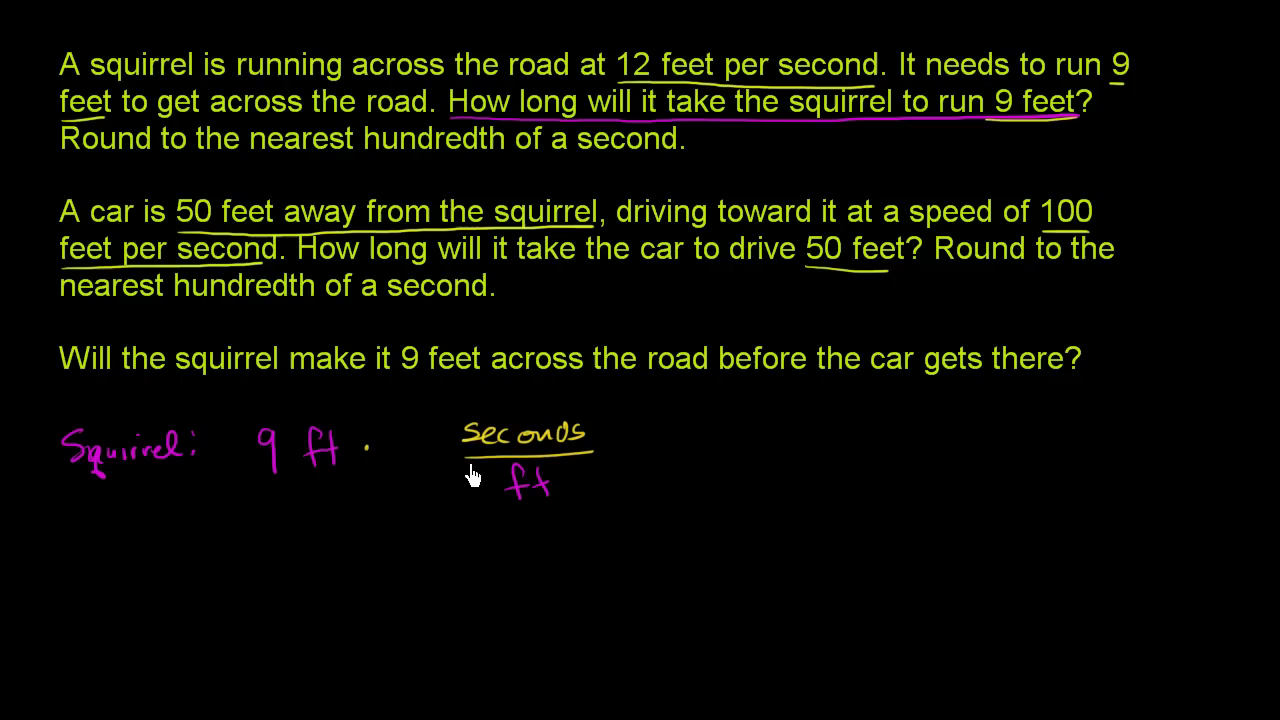 A squirrel is running across the road at 12 feet per second. It needs to run 9
feet to get across the road. How long will it take the squirrel to run 9 feet?
Round to the nearest hundredth of a second.
A car is 50 feet away from the squirrel, driving toward it at a speed of 100
feet per second. How long will it take the car to drive 50 feet? Round to the
nearest hundredth of a second.
Will the squirrel make it 9 feet across the road before the car gets there?
Squirrel: 9 ft · seconds
ft